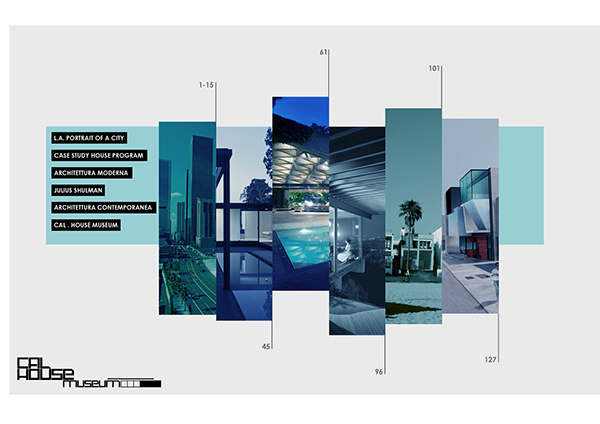 61
101
1-15
L.A. PORTRAIT OF A CITY
CASE STUDY HOUSE PROGRAM
ARCHITETTURA MODERNA
JULIUS SHULMAN
ARCHITETTURA CONTEMPORANEA
CAL . HOUSE MUSEUM
45
127
96
CAL
HOUSE
museum